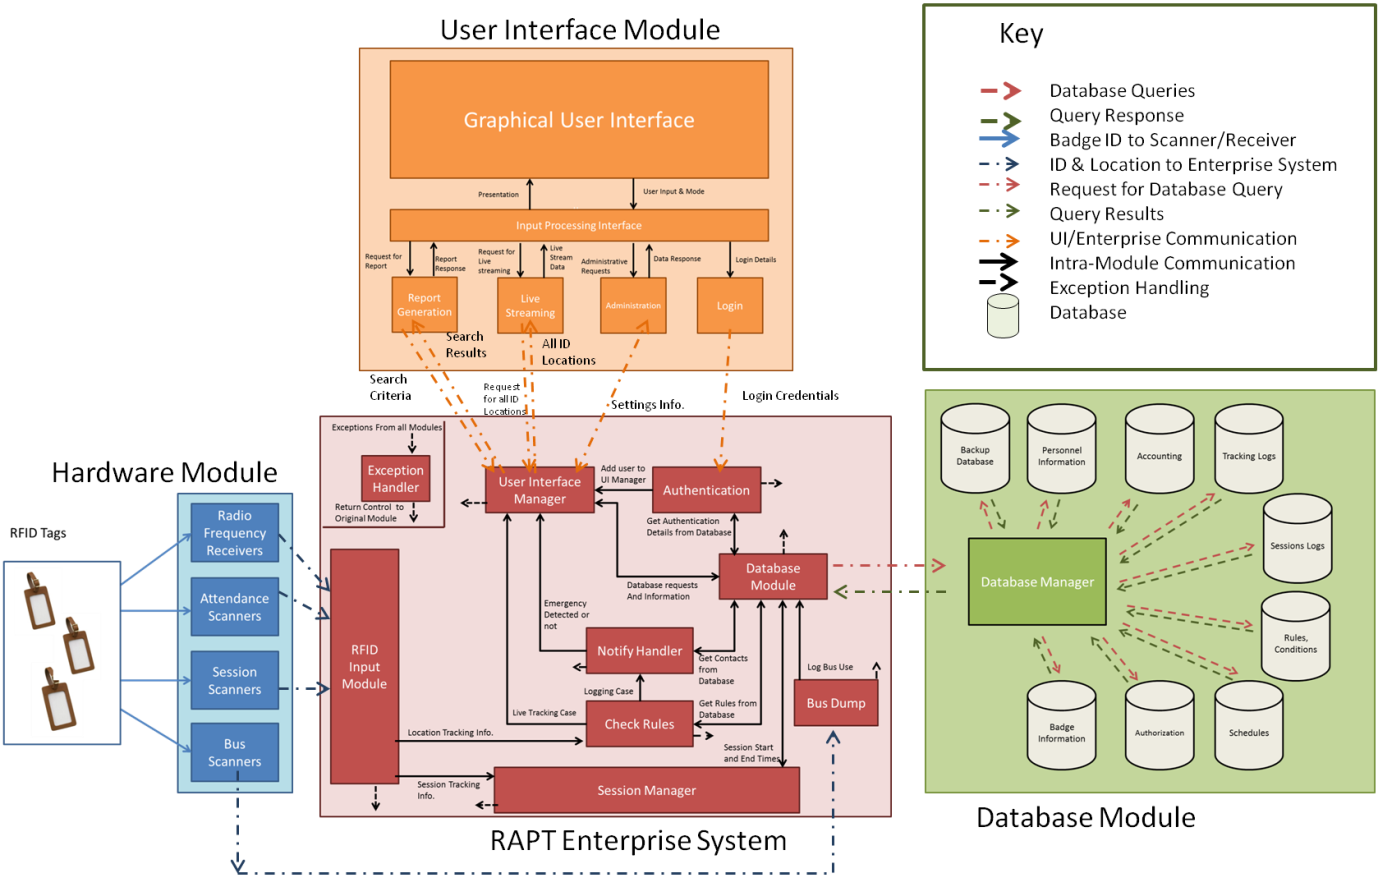 User Interface Module
Graphical User Interface
Presentation
User Input & Mode
Input Processing Interface
Request for
Report
Report
Response
Request for
Live
streaming
Live
Stream
Data
Administrative
Requests
Data Response
Login Details
Report
Generation
Live
Streaming
Administration
Login
Search
Results
All ID
Locations
Search
Criteria
Request
for all ID
Locations
Settings Info.
Login Credentials
Key
Database Queries
Query Response
Badge ID to Scanner/Receiver
ID & Location to Enterprise System
Request for Database Query
Query Results
UI/Enterprise Communication
Intra-Module Communication
Exception Handling
Database
Hardware Module
RFID Tags
Radio
Frequency
Receivers
Attendance
Scanners
Session
Scanners
Bus
Scanners
Exceptions From all Modules
Exception
Handler
Return Control to
Original Module
User Interface
Manager
Add user to
UI Manager
Authentication
Get Authentication
Details from Database
Database
Module
Database requests
And Information
Emergency
Detected or
not
RFID
Input
Module
Notify Handler
Get Contacts
from
Database
Logging Case
Log Bus Use
Bus Dump
Live Tracking Case
Check Rules
Get Rules from
Database
Location Tracking Info.
Session Start
and End Times
Session Tracking
Info.
Session Manager
RAPT Enterprise System
Backup
Database
Personnel
Information
Accounting
Tracking Logs
Sessions Logs
Database Manager
Rules,
Conditions
Badge
Information
Authorization
Schedules
Database Module